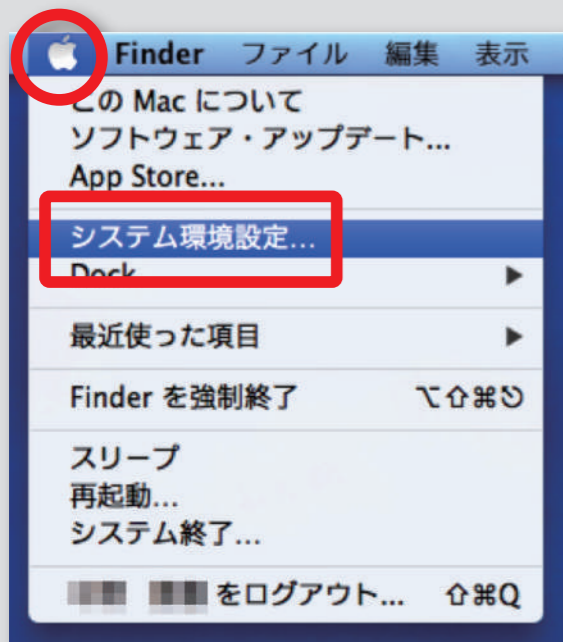 Finder ファイル 編集 表示
この Mac について
ソフトウェア・アップデート...
App Store...
システム環境設定...
Dock ▶
最近使った項目 ▶
Finder を強制終了 ⌥⇧⌘⎋
スリープ
再起動...
システム終了...
をログアウト... ⇧⌘Q